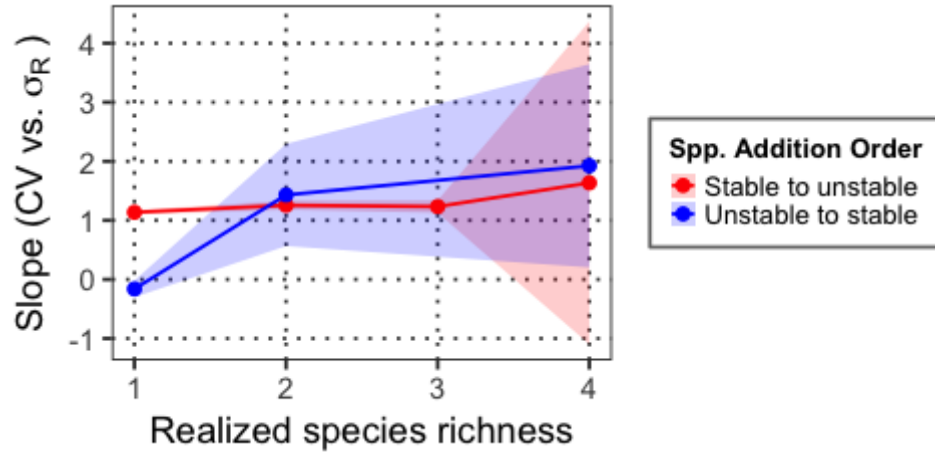 Slope (CV vs. σR)
4
3
2
1
0
-1
1 2 3 4
Realized species richness
Spp. Addition Order
Stable to unstable
Unstable to stable